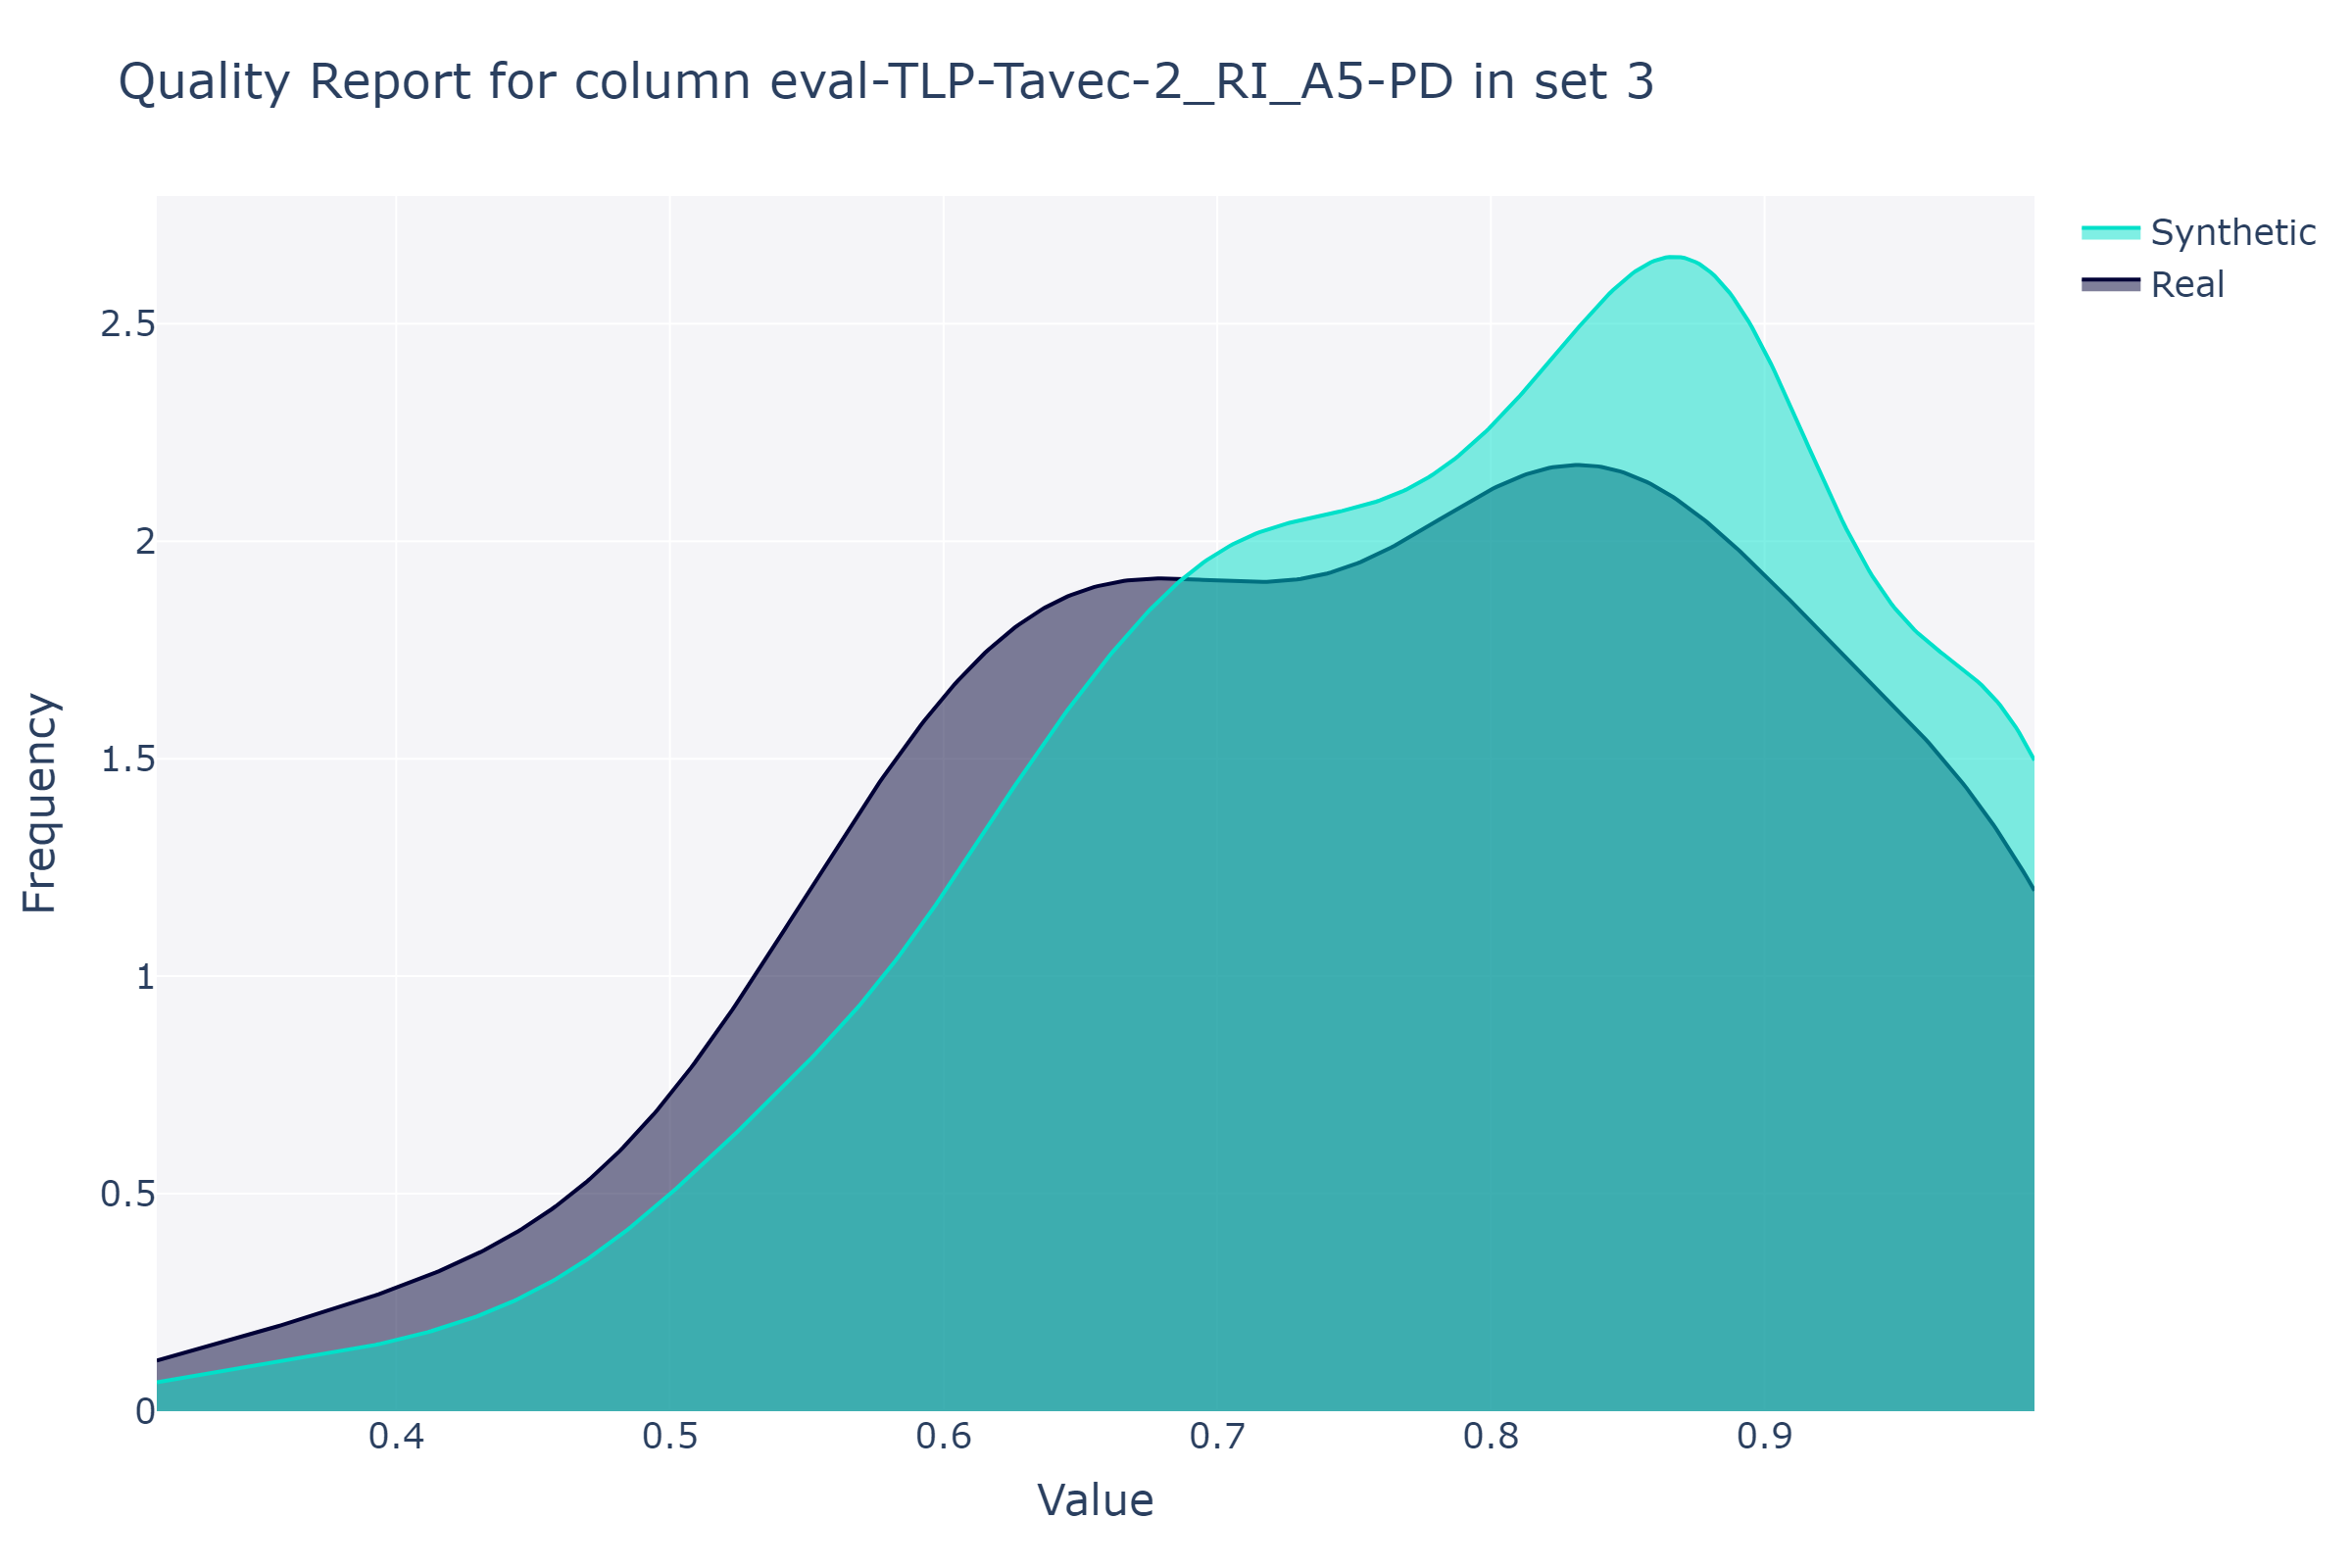 Quality Report for column eval-TLP-Tavec-2_RI_A5-PD in set 3
Synthetic
Real
Frequency
2.5
2
1.5
1
0.5
0
0.4
0.5
0.6
0.7
0.8
0.9
Value